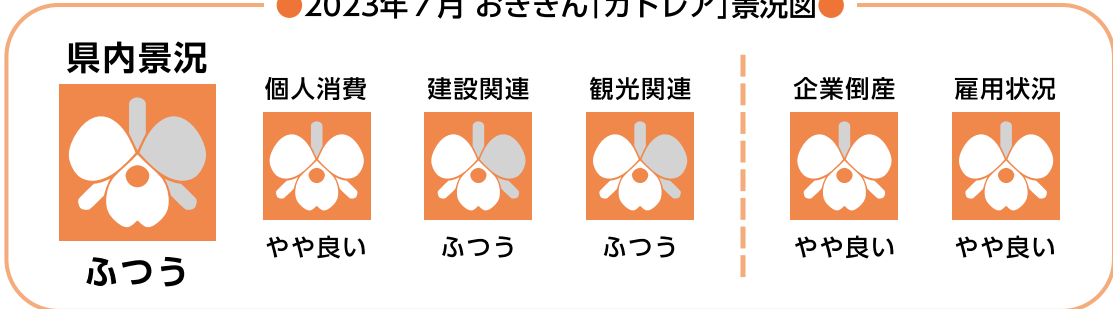 ●2023年7月 おきぎん「カトレア」景況図●
県内景況
ふつう
個人消費
やや良い
建設関連
ふつう
観光関連
ふつう
企業倒産
やや良い
雇用状況
やや良い